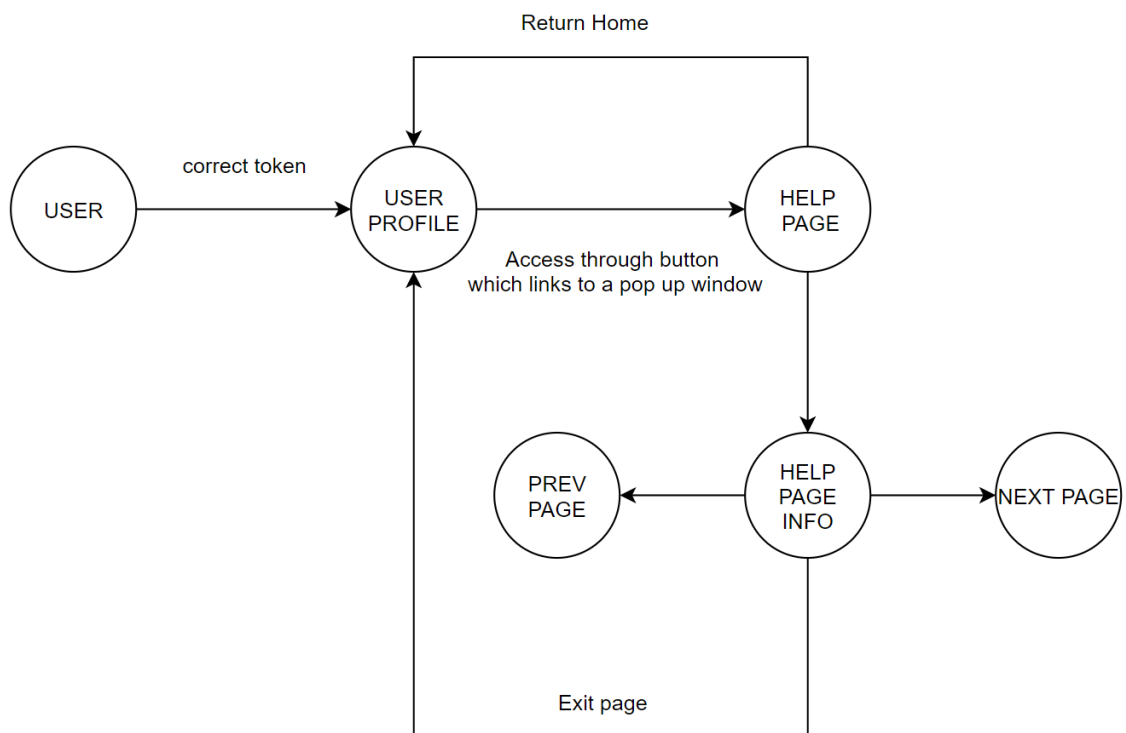 Return Home
correct token
USER
USER
PROFILE
HELP
PAGE
Access through button
which links to a pop up window
PREV
PAGE
HELP
PAGE
INFO
NEXT PAGE
Exit page